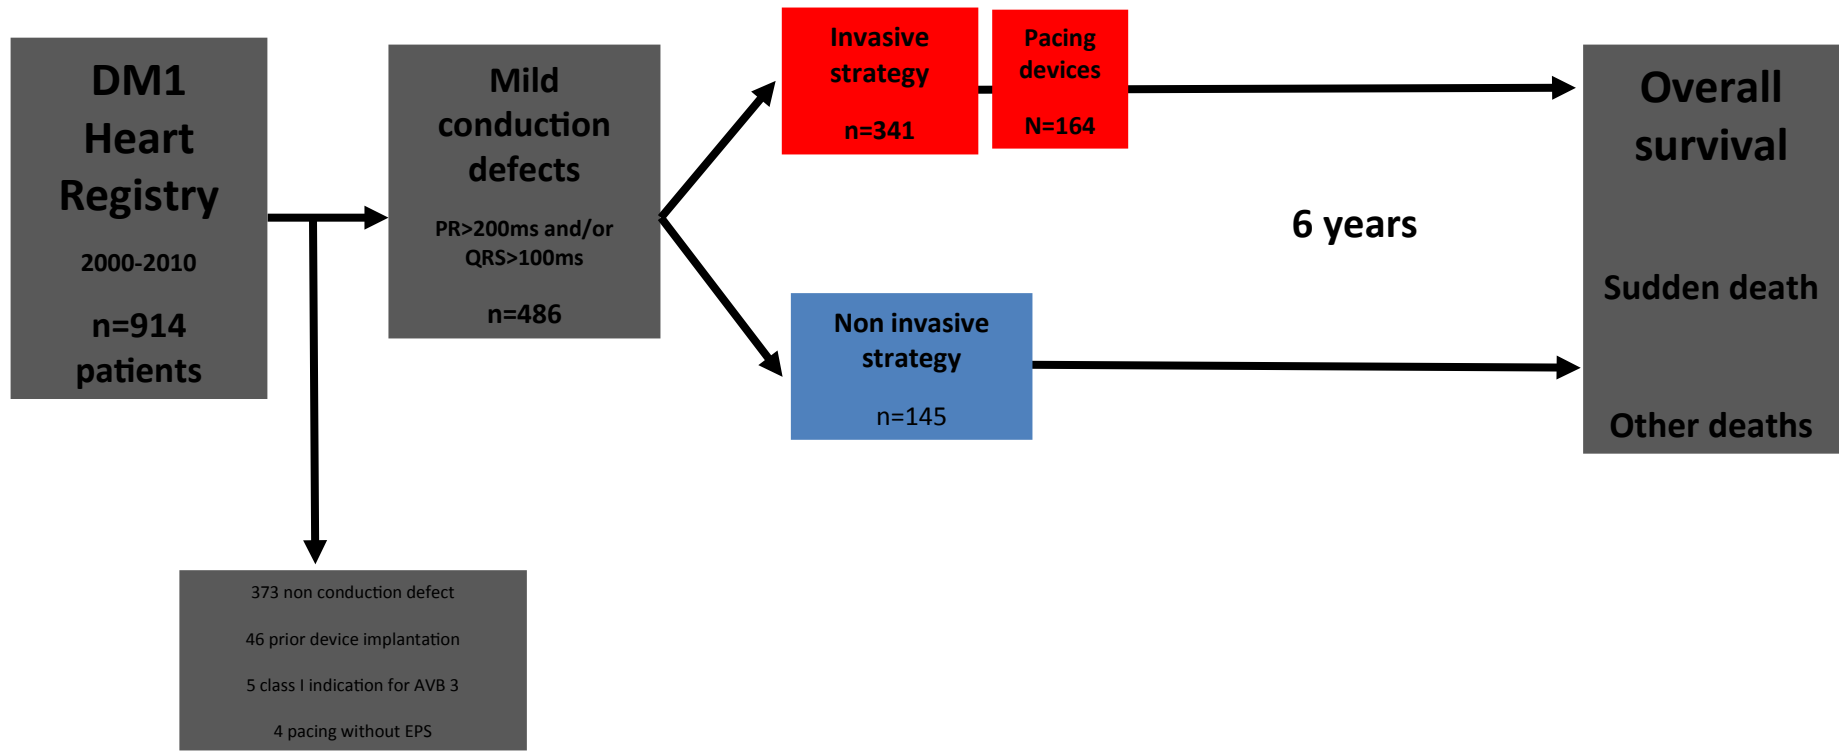 DM1
Heart
Registry
2000-2010
n=914
patients
Mild
conduction
defects
PR>200ms and/or
QRS>100ms
n=486
Invasive
strategy
n=341
Pacing
devices
N=164
Non invasive
strategy
n=145
6 years
Overall
survival
Sudden death
Other deaths
373 non conduction defect
46 prior device implantation
5 class I indication for AVB 3
4 pacing without EPS